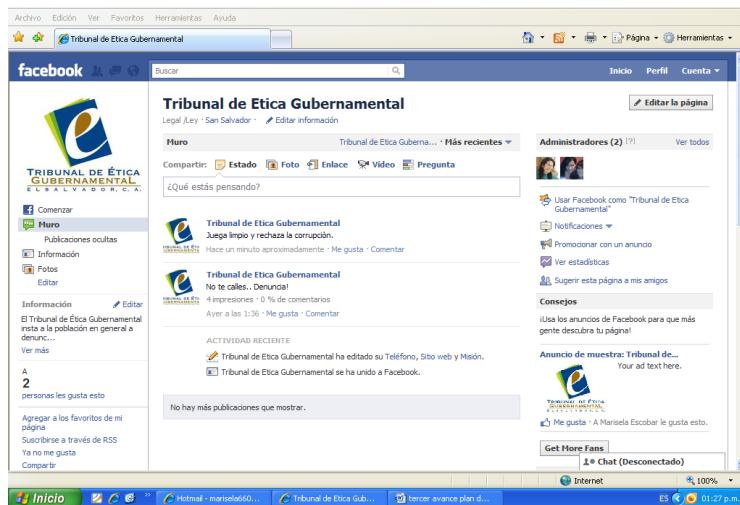 Archivo Edición Ver Favoritos Herramientas Ayuda
Tribunal de Etica Gubernamental
Página Herramientas
facebook Buscar Inicio Perfil Cuenta
TRIBUNAL DE ÉTICA
GUBERNAMENTAL
EL SALVADOR, C.A.
Comenzar
Muro
Publicaciones ocultas
Información
Fotos
Editar
Información Editar
El Tribunal de Ética Gubernamental
insta a la población en general a
denunc...
Ver más
A
2
personas les gusta esto
Agregar a los favoritos de mi
página
Suscribirse a través de RSS
Ya no me gusta
Compartir
Tribunal de Etica Gubernamental
Legal /Ley · San Salvador · Editar información
Muro Tribunal de Etica Guberna... · Más recientes
Compartir: Estado Foto Enlace Vídeo Pregunta
¿Qué estás pensando?
Tribunal de Etica Gubernamental
Juega limpio y rechaza la corrupción.
Hace un minuto aproximadamente · Me gusta · Comentar
Tribunal de Etica Gubernamental
No te calles.. Denuncia!
4 impresiones · 0 % de comentarios
Ayer a las 1:36 · Me gusta · Comentar
ACTIVIDAD RECIENTE
Tribunal de Etica Gubernamental ha editado su Teléfono, Sitio web y Misión.
Tribunal de Etica Gubernamental se ha unido a Facebook.
No hay más publicaciones que mostrar.
Editar la página
Administradores (2) [?] Ver todos
Usar Facebook como "Tribunal de Etica
Gubernamental"
Notificaciones
Promocionar con un anuncio
Ver estadísticas
Sugerir esta página a mis amigos
Consejos
¡Usa los anuncios de Facebook para que más
gente descubra tu página!
Anuncio de muestra: Tribunal de...
Your ad text here.
TRIBUNAL DE ÉTICA
GUBERNAMENTAL
Me gusta · A Marisela Escobar le gusta esto.
Get More Fans
Chat (Desconectado)
Internet 100%
Inicio Hotmail - marisela660... Tribunal de Etica Gub... tercer avance plan d... ES 01:27 p.m.